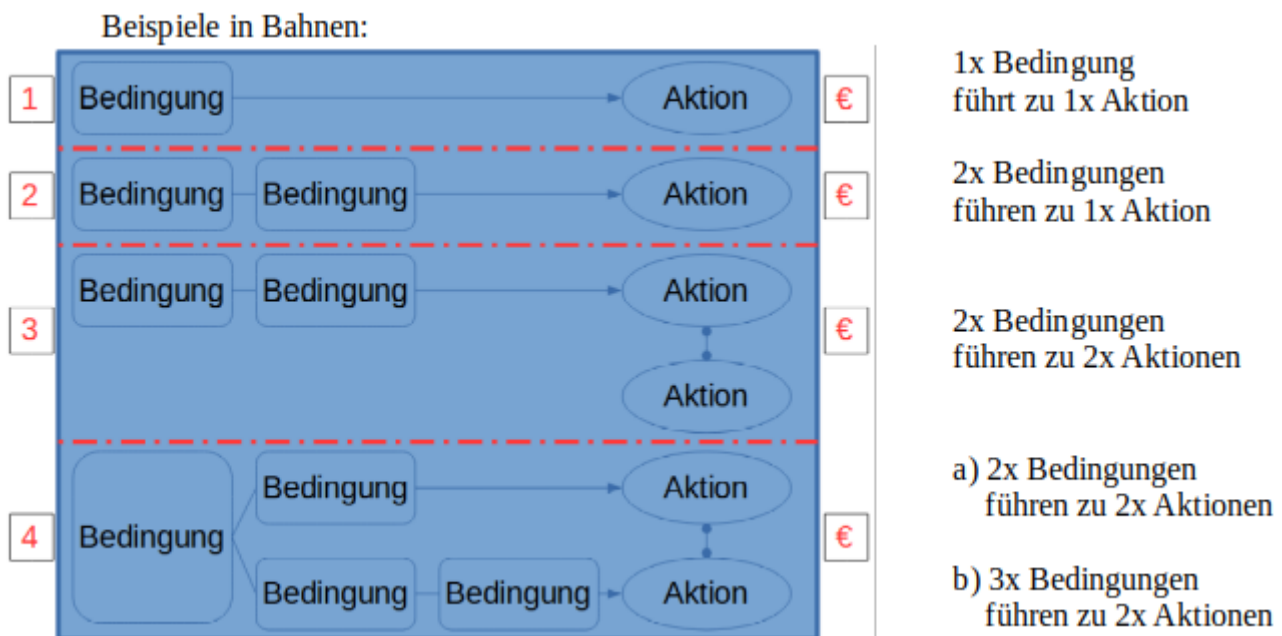 Beispiele in Bahnen:
1 Bedingung Aktion €
1x Bedingung
führt zu 1x Aktion
2 Bedingung Bedingung Aktion €
2x Bedingungen
führen zu 1x Aktion
Bedingung Bedingung Aktion
3 €
Aktion
2x Bedingungen
führen zu 2x Aktionen
Bedingung Aktion
4 Bedingung €
Bedingung Bedingung Aktion
a) 2x Bedingungen
führen zu 2x Aktionen
b) 3x Bedingungen
führen zu 2x Aktionen